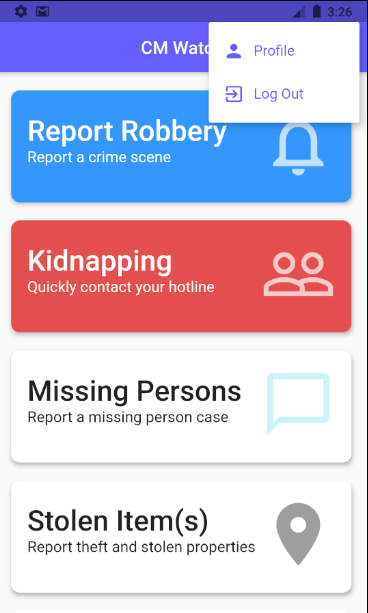 3:26
CM Watc
Profile
Log Out
Report Robbery
Report a crime scene
Kidnapping
Quickly contact your hotline
Missing Persons
Report a missing person case
Stolen Item(s)
Report theft and stolen properties